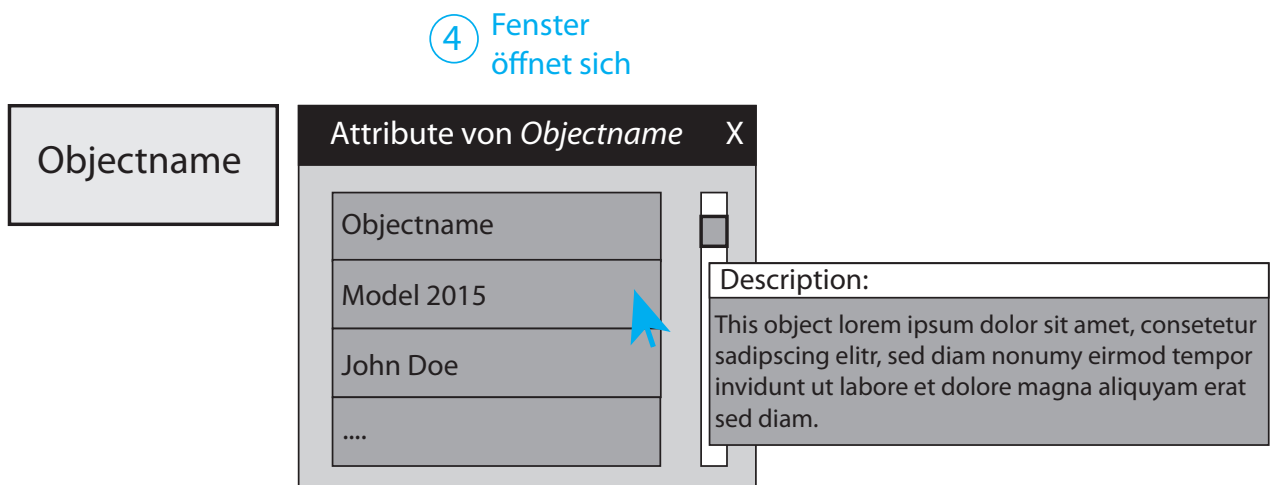 4 Fenster
öffnet sich
Objectname
Attribute von Objectname X
Objectname
Model 2015
John Doe
....
Description:
This object lorem ipsum dolor sit amet, consetetur
sadipscing elitr, sed diam nonumy eirmod tempor
invidunt ut labore et dolore magna aliquyam erat
sed diam.